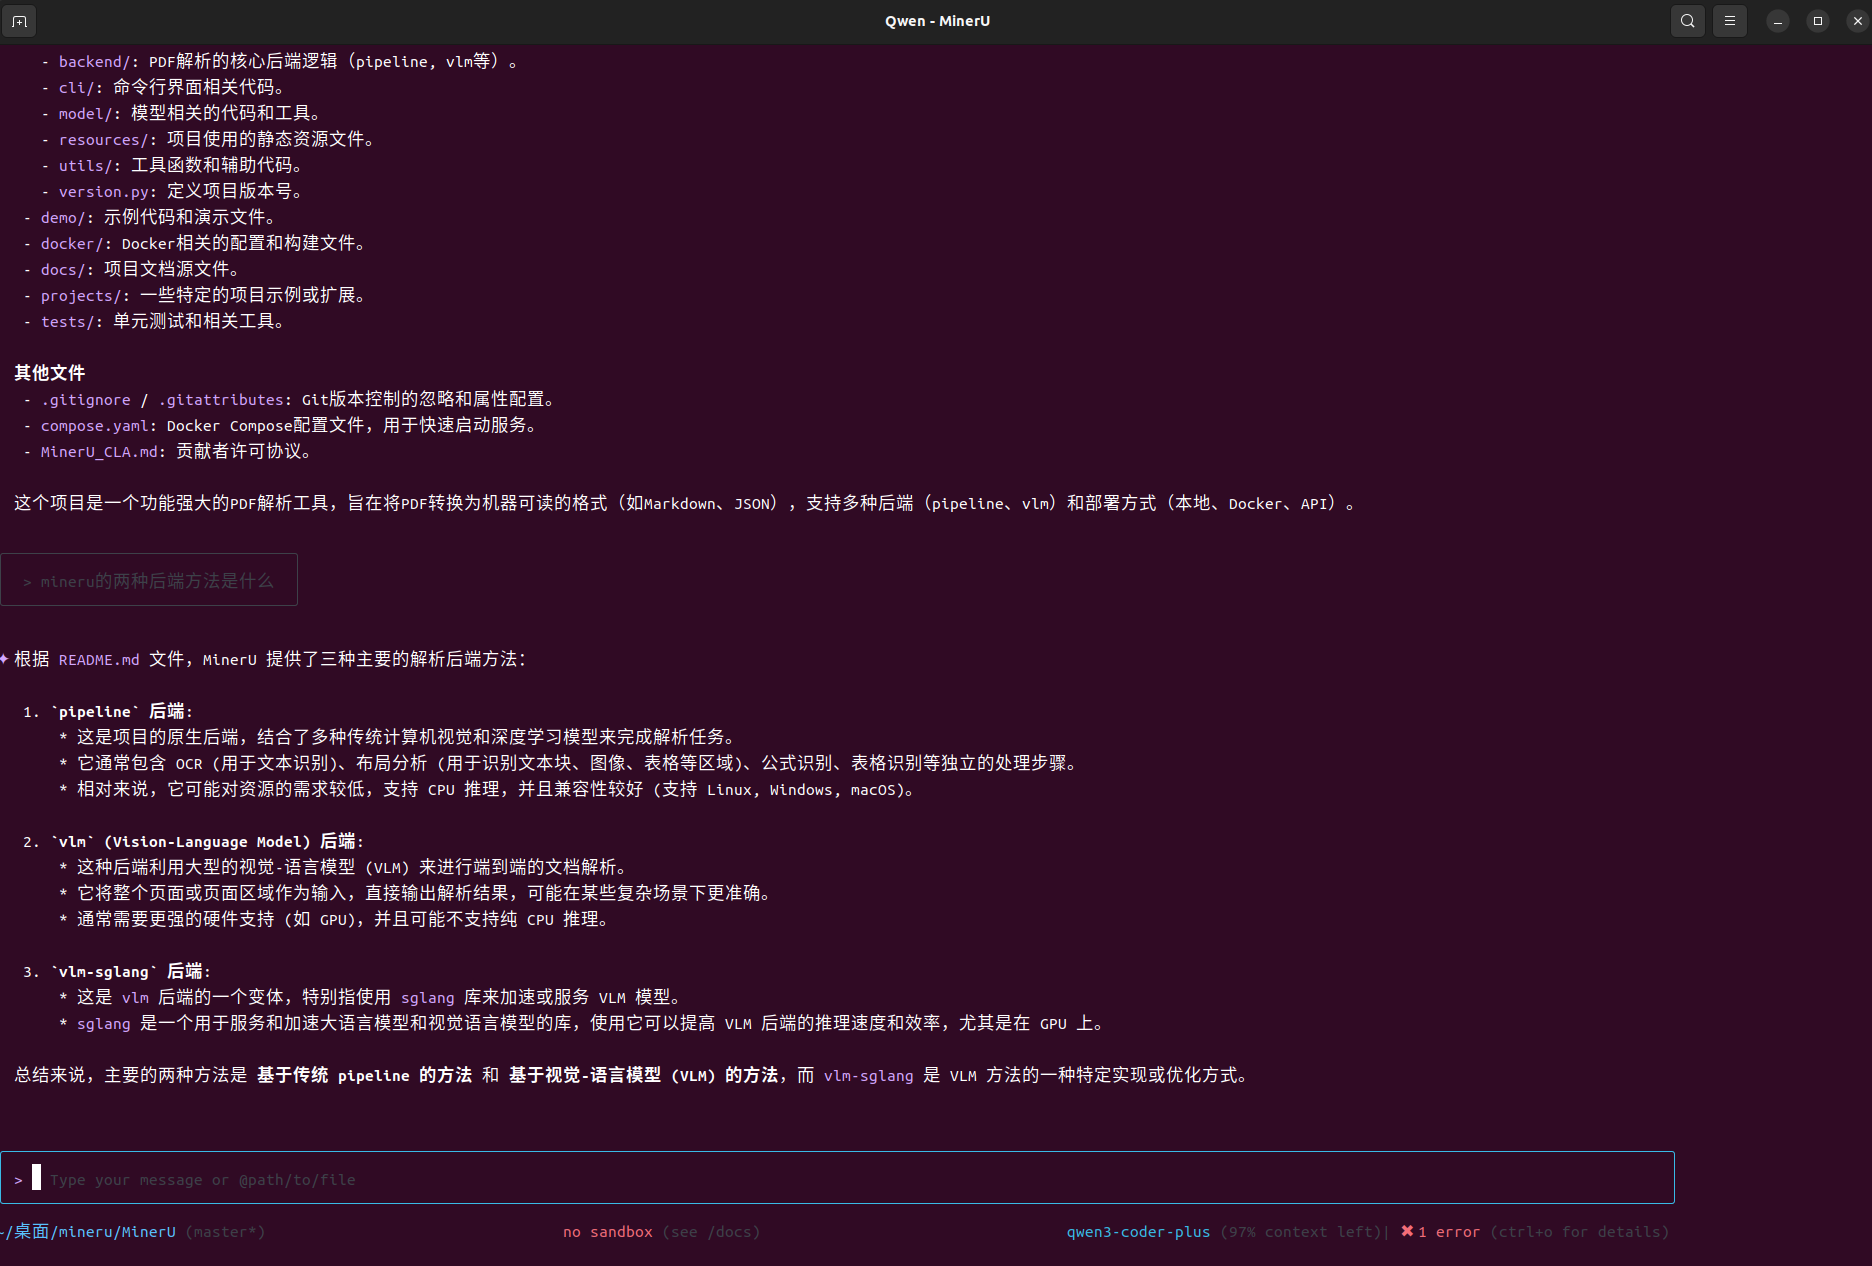 Qwen - MinerU
- backend/: PDF解析的核心后端逻辑（pipeline, vlm等）。
- cli/: 命令行界面相关代码。
- model/: 模型相关的代码和工具。
- resources/: 项目使用的静态资源文件。
- utils/: 工具函数和辅助代码。
- version.py: 定义项目版本号。
- demo/: 示例代码和演示文件。
- docker/: Docker相关的配置和构建文件。
- docs/: 项目文档源文件。
- projects/: 一些特定的项目示例或扩展。
- tests/: 单元测试和相关工具。
其他文件
- .gitignore / .gitattributes: Git版本控制的忽略和属性配置。
- compose.yaml: Docker Compose配置文件，用于快速启动服务。
- MinerU_CLA.md: 贡献者许可协议。
这个项目是一个功能强大的PDF解析工具，旨在将PDF转换为机器可读的格式（如Markdown、JSON），支持多种后端（pipeline、vlm）和部署方式（本地、Docker、API）。
> mineru的两种后端方法是什么
✦ 根据 README.md 文件，MinerU 提供了三种主要的解析后端方法：
1. `pipeline` 后端:
* 这是项目的原生后端，结合了多种传统计算机视觉和深度学习模型来完成解析任务。
* 它通常包含 OCR (用于文本识别)、布局分析 (用于识别文本块、图像、表格等区域)、公式识别、表格识别等独立的处理步骤。
* 相对来说，它可能对资源的需求较低，支持 CPU 推理，并且兼容性较好 (支持 Linux, Windows, macOS)。
2. `vlm` (Vision-Language Model) 后端:
* 这种后端利用大型的视觉-语言模型 (VLM) 来进行端到端的文档解析。
* 它将整个页面或页面区域作为输入，直接输出解析结果，可能在某些复杂场景下更准确。
* 通常需要更强的硬件支持 (如 GPU)，并且可能不支持纯 CPU 推理。
3. `vlm-sglang` 后端:
* 这是 vlm 后端的一个变体，特别指使用 sglang 库来加速或服务 VLM 模型。
* sglang 是一个用于服务和加速大语言模型和视觉语言模型的库，使用它可以提高 VLM 后端的推理速度和效率，尤其是在 GPU 上。
总结来说，主要的两种方法是 基于传统 pipeline 的方法 和 基于视觉-语言模型 (VLM) 的方法，而 vlm-sglang 是 VLM 方法的一种特定实现或优化方式。
> Type your message or @path/to/file
~/桌面/mineru/MinerU (master*) no sandbox (see /docs) qwen3-coder-plus (97% context left)| ✖ 1 error (ctrl+o for details)